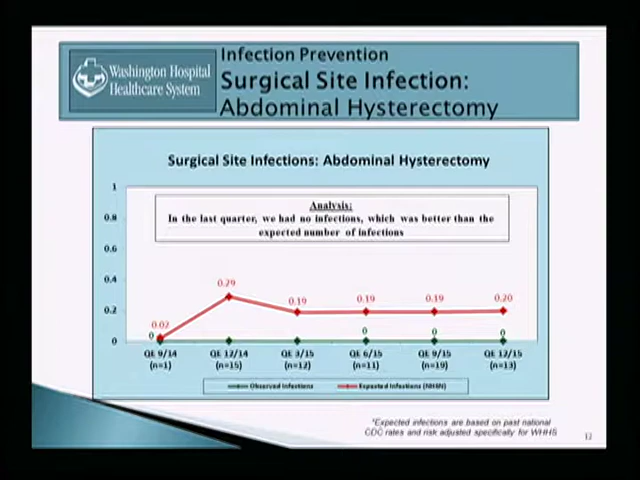 Washington Hospital
Healthcare System
Infection Prevention
Surgical Site Infection:
Abdominal Hysterectomy
Surgical Site Infections: Abdominal Hysterectomy
1
0.8
0.6
0.4
0.2
0
Analysis:
In the last quarter, we had no infections, which was better than the
expected number of infections
0.02 0.29 0.19 0.19 0.19 0.20
0 0 0 0
QE 9/14 QE 12/14 QE 3/15 QE 6/15 QE 9/15 QE 12/15
(n=1) (n=15) (n=12) (n=11) (n=19) (n=13)
Observed Infections Expected Infections (NHSN)
*Expected infections are based on past national
CDC rates and risk adjusted specifically for WHHS
12